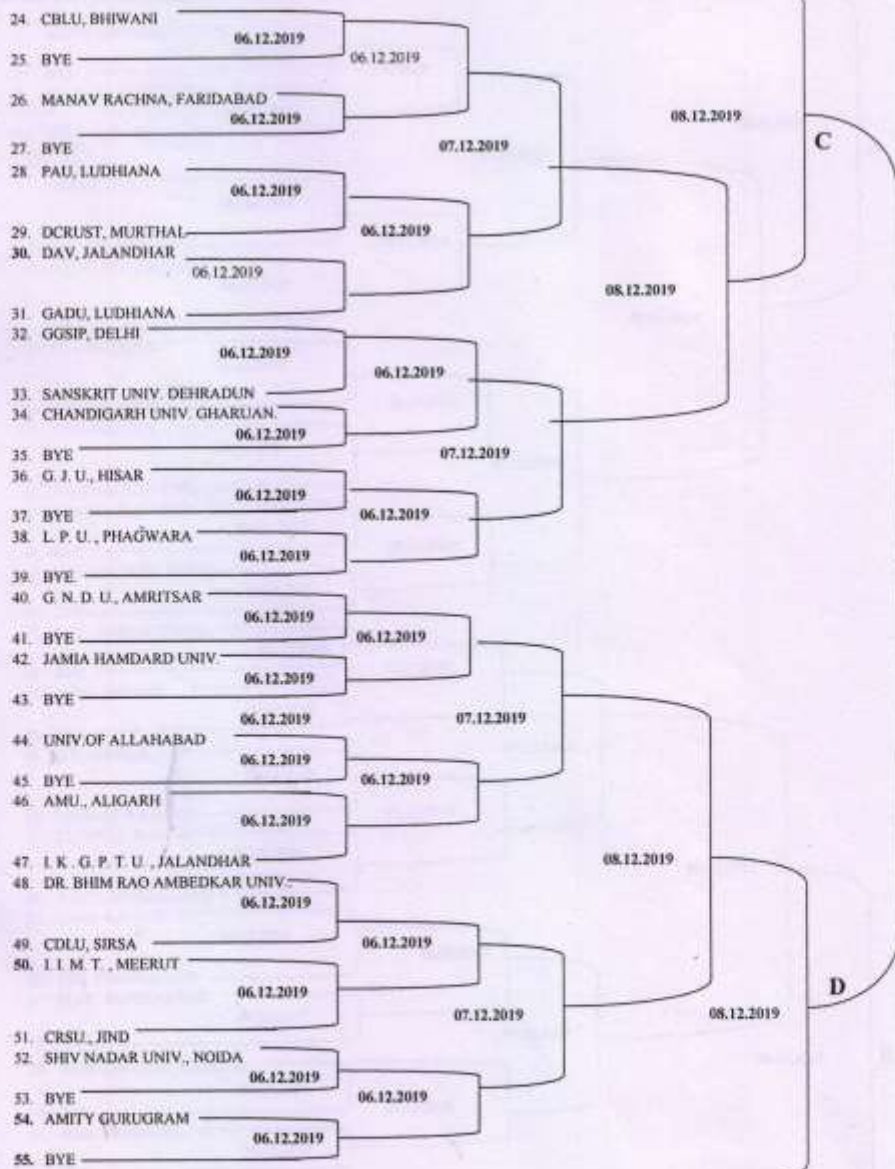 24. CBLU, BHIWANI
06.12.2019
25. BYE
06.12.2019
26. MANAV RACHNA, FARIDABAD
06.12.2019
08.12.2019
C
27. BYE
07.12.2019
28. PAU, LUDHIANA
06.12.2019
29. DCRUST, MURTHAL
06.12.2019
30. DAV, JALANDHAR
06.12.2019
08.12.2019
31. GADU, LUDHIANA
32. GGSIP, DELHI
06.12.2019
06.12.2019
33. SANSKRIT UNIV. DEHRADUN
34. CHANDIGARH UNIV. GHARUAN.
06.12.2019
35. BYE
07.12.2019
36. G. J. U., HISAR
06.12.2019
37. BYE
06.12.2019
38. L. P. U. , PHAGWARA
06.12.2019
39. BYE.
40. G. N. D. U., AMRITSAR
06.12.2019
41. BYE
06.12.2019
42. JAMIA HAMDARD UNIV.
06.12.2019
43. BYE
06.12.2019
07.12.2019
44. UNIV.OF ALLAHABAD
06.12.2019
45. BYE
06.12.2019
46. AMU., ALIGARH
06.12.2019
47. I. K . G. P. T. U. , JALANDHAR
08.12.2019
48. DR. BHIM RAO AMBEDKAR UNIV..
06.12.2019
49. CDLU, SIRSA
06.12.2019
50. I. I. M. T. , MEERUT
06.12.2019
D
07.12.2019
08.12.2019
51. CRSU., JIND
52. SHIV NADAR UNIV., NOIDA
06.12.2019
53. BYE
06.12.2019
54. AMITY GURUGRAM
06.12.2019
55. BYE